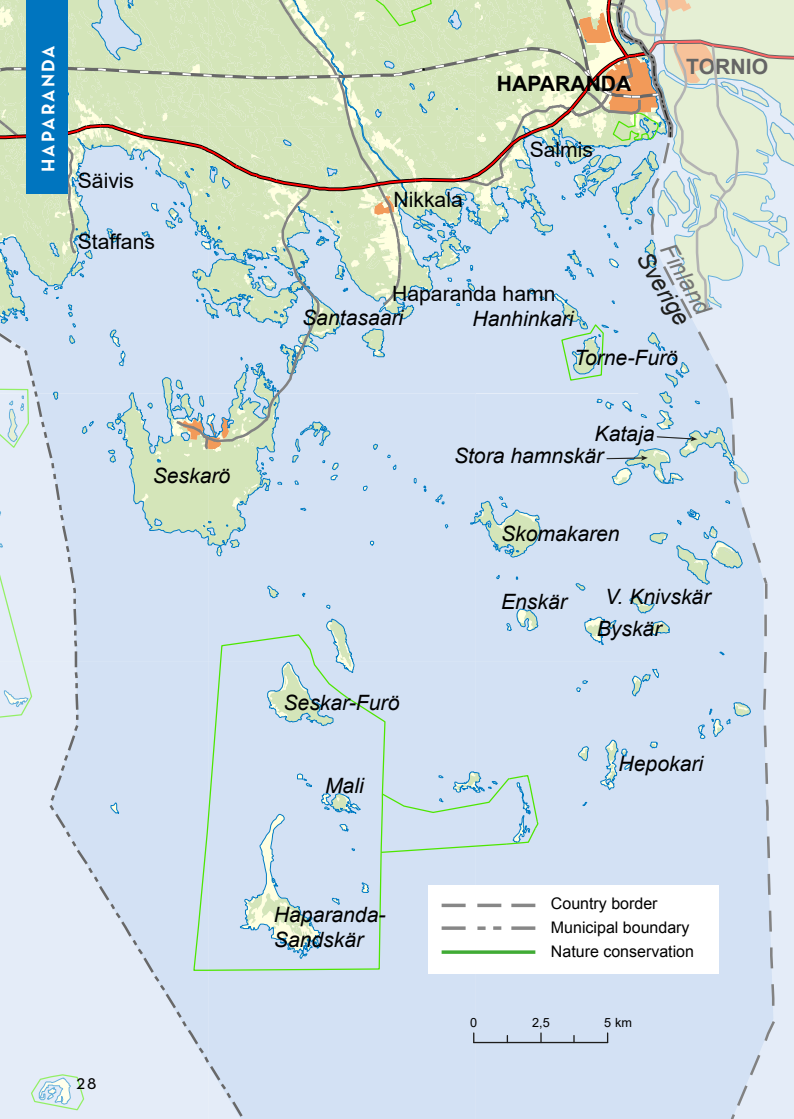 HAPARANDA
HAPARANDA
TORNIO
Salmis
Säivis
Nikkala
Staffans
Finland
Sverige
Haparanda hamn
Santasaari
Hanhinkari
Torne-Furö
Kataja
Stora hamnskär
Seskarö
Skomakaren
Enskär
V. Knivskär
Byskär
Seskar-Furö
Hepokari
Mali
Haparanda-
Sandskär
Country border
Municipal boundary
Nature conservation
0 2,5 5 km
28